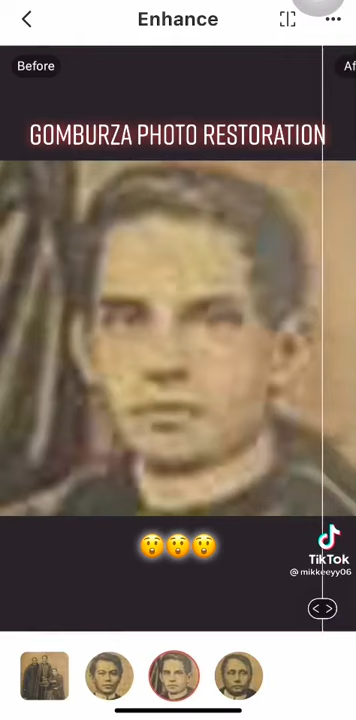 Enhance
Before
Af
GOMBURZA PHOTO RESTORATION
TikTok
@mikkeeyy06